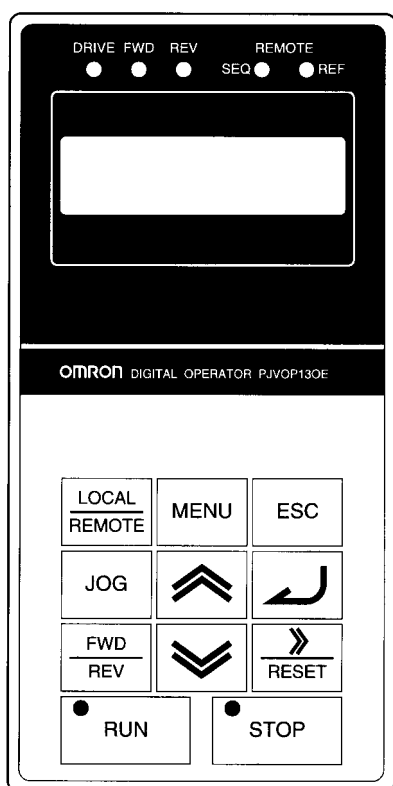 DRIVE FWD REV REMOTE
SEQ REF
OMRON DIGITAL OPERATOR PJVOP130E
LOCAL MENU ESC
REMOTE
JOG
FWD
REV RESET
RUN STOP